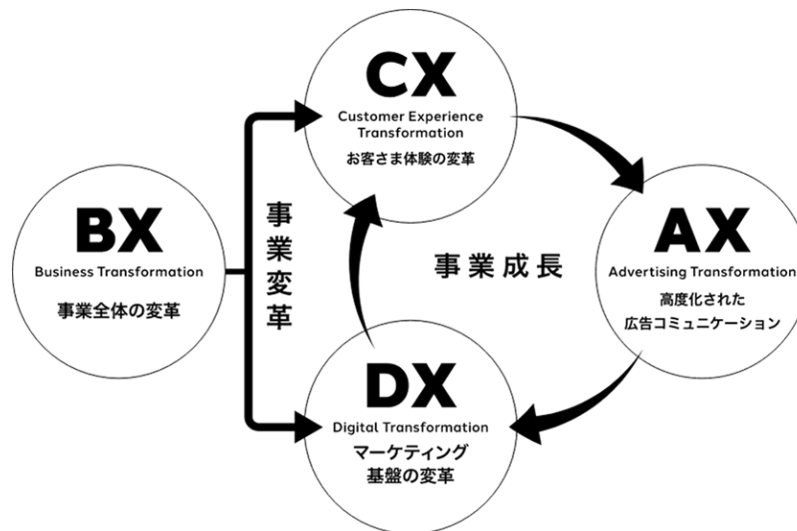 BX
Business Transformation
事業全体の変革
事業変革
CX
Customer Experience
Transformation
お客さま体験の変革
事業成長
AX
Advertising Transformation
高度化された
広告コミュニケーション
DX
Digital Transformation
マーケティング
基盤の変革